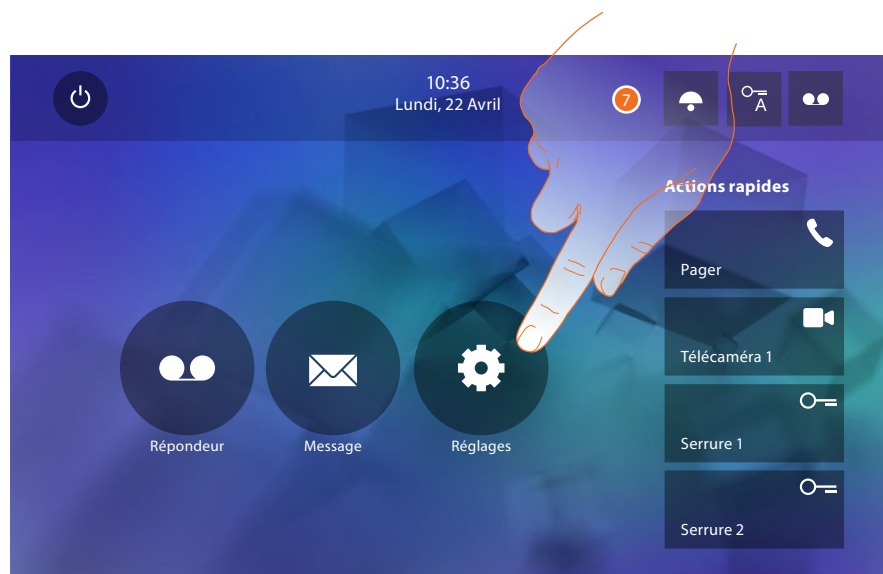 10:36
Lundi, 22 Avril
7
A
Actions rapides
Pager
Télécaméra 1
Serrure 1
Serrure 2
Répondeur
Message
Réglages